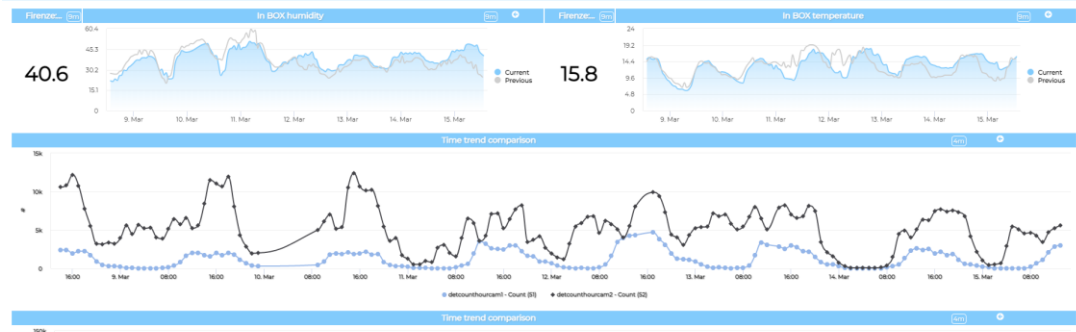 Firenze:... 9m In BOX humidity 9m
Firenze:... 9m In BOX temperature 9m
40.6
60.4
45.3
30.2
15.1
0
9. Mar 10. Mar 11. Mar 12. Mar 13. Mar 14. Mar 15. Mar
Current
Previous
15.8
24
19.2
14.4
9.6
4.8
0
9. Mar 10. Mar 11. Mar 12. Mar 13. Mar 14. Mar 15. Mar
Current
Previous
Time trend comparison 4m
15k
10k
5k
0
#
16:00 9. Mar 08:00 16:00 10. Mar 08:00 16:00 11. Mar 08:00 16:00 12. Mar 08:00 16:00 13. Mar 08:00 16:00 14. Mar 08:00 16:00 15. Mar 08:00
detcounthourcam1 - Count (S1) detcounthourcam2 - Count (S2)
Time trend comparison 4m